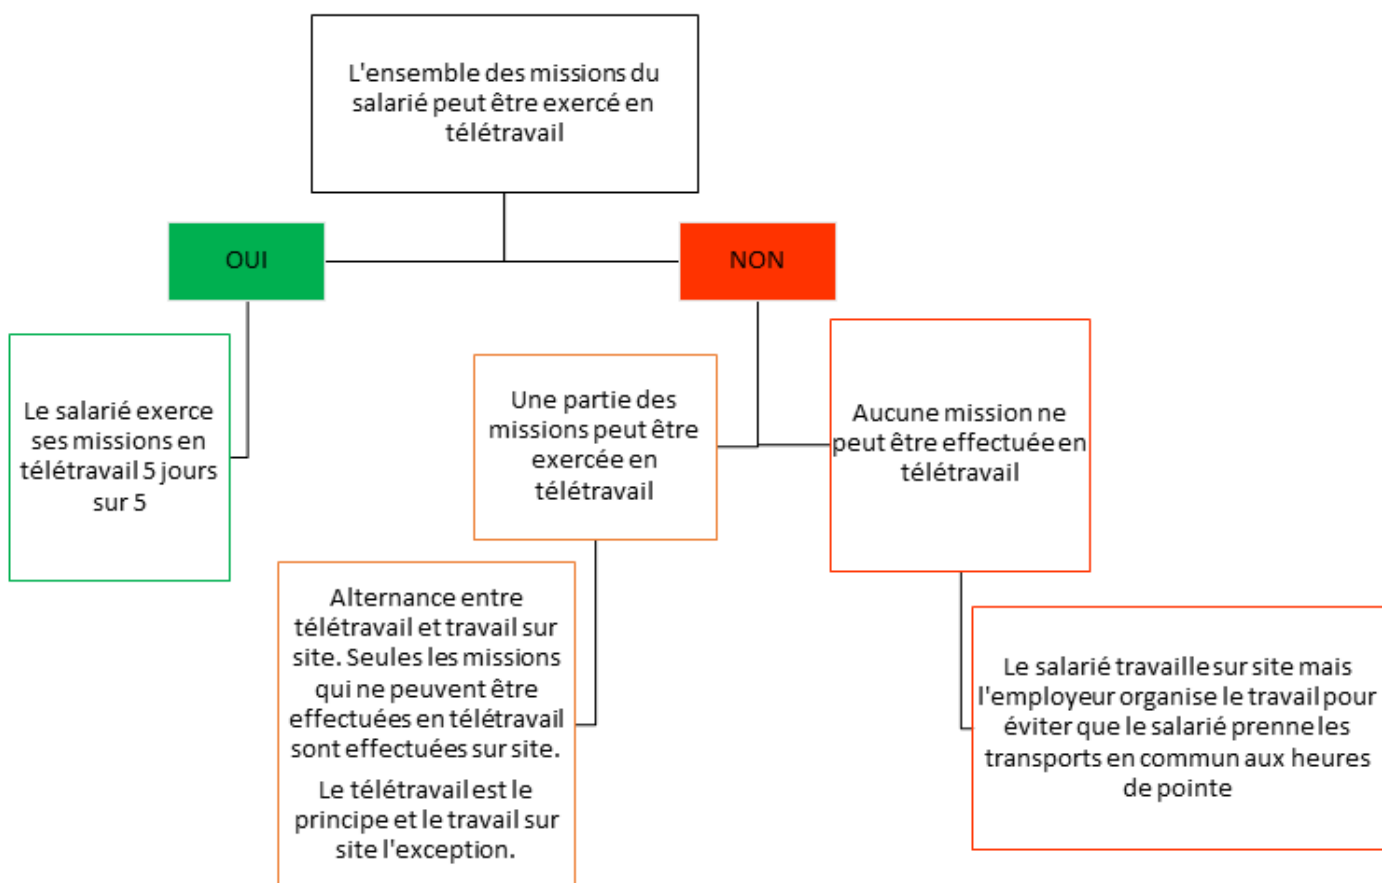 L'ensemble des missions du
salarié peut être exercé en
télétravail
OUI
NON
Le salarié exerce
ses missions en
télétravail 5 jours
sur 5
Une partie des
missions peut être
exercée en
télétravail
Aucune mission ne
peut être effectuée en
télétravail
Alternance entre
télétravail et travail sur
site. Seules les missions
qui ne peuvent être
effectuées en télétravail
sont effectuées sur site.
Le télétravail est le
principe et le travail sur
site l'exception.
Le salarié travaille sur site mais
l'employeur organise le travail pour
éviter que le salarié prenne les
transports en commun aux heures
de pointe